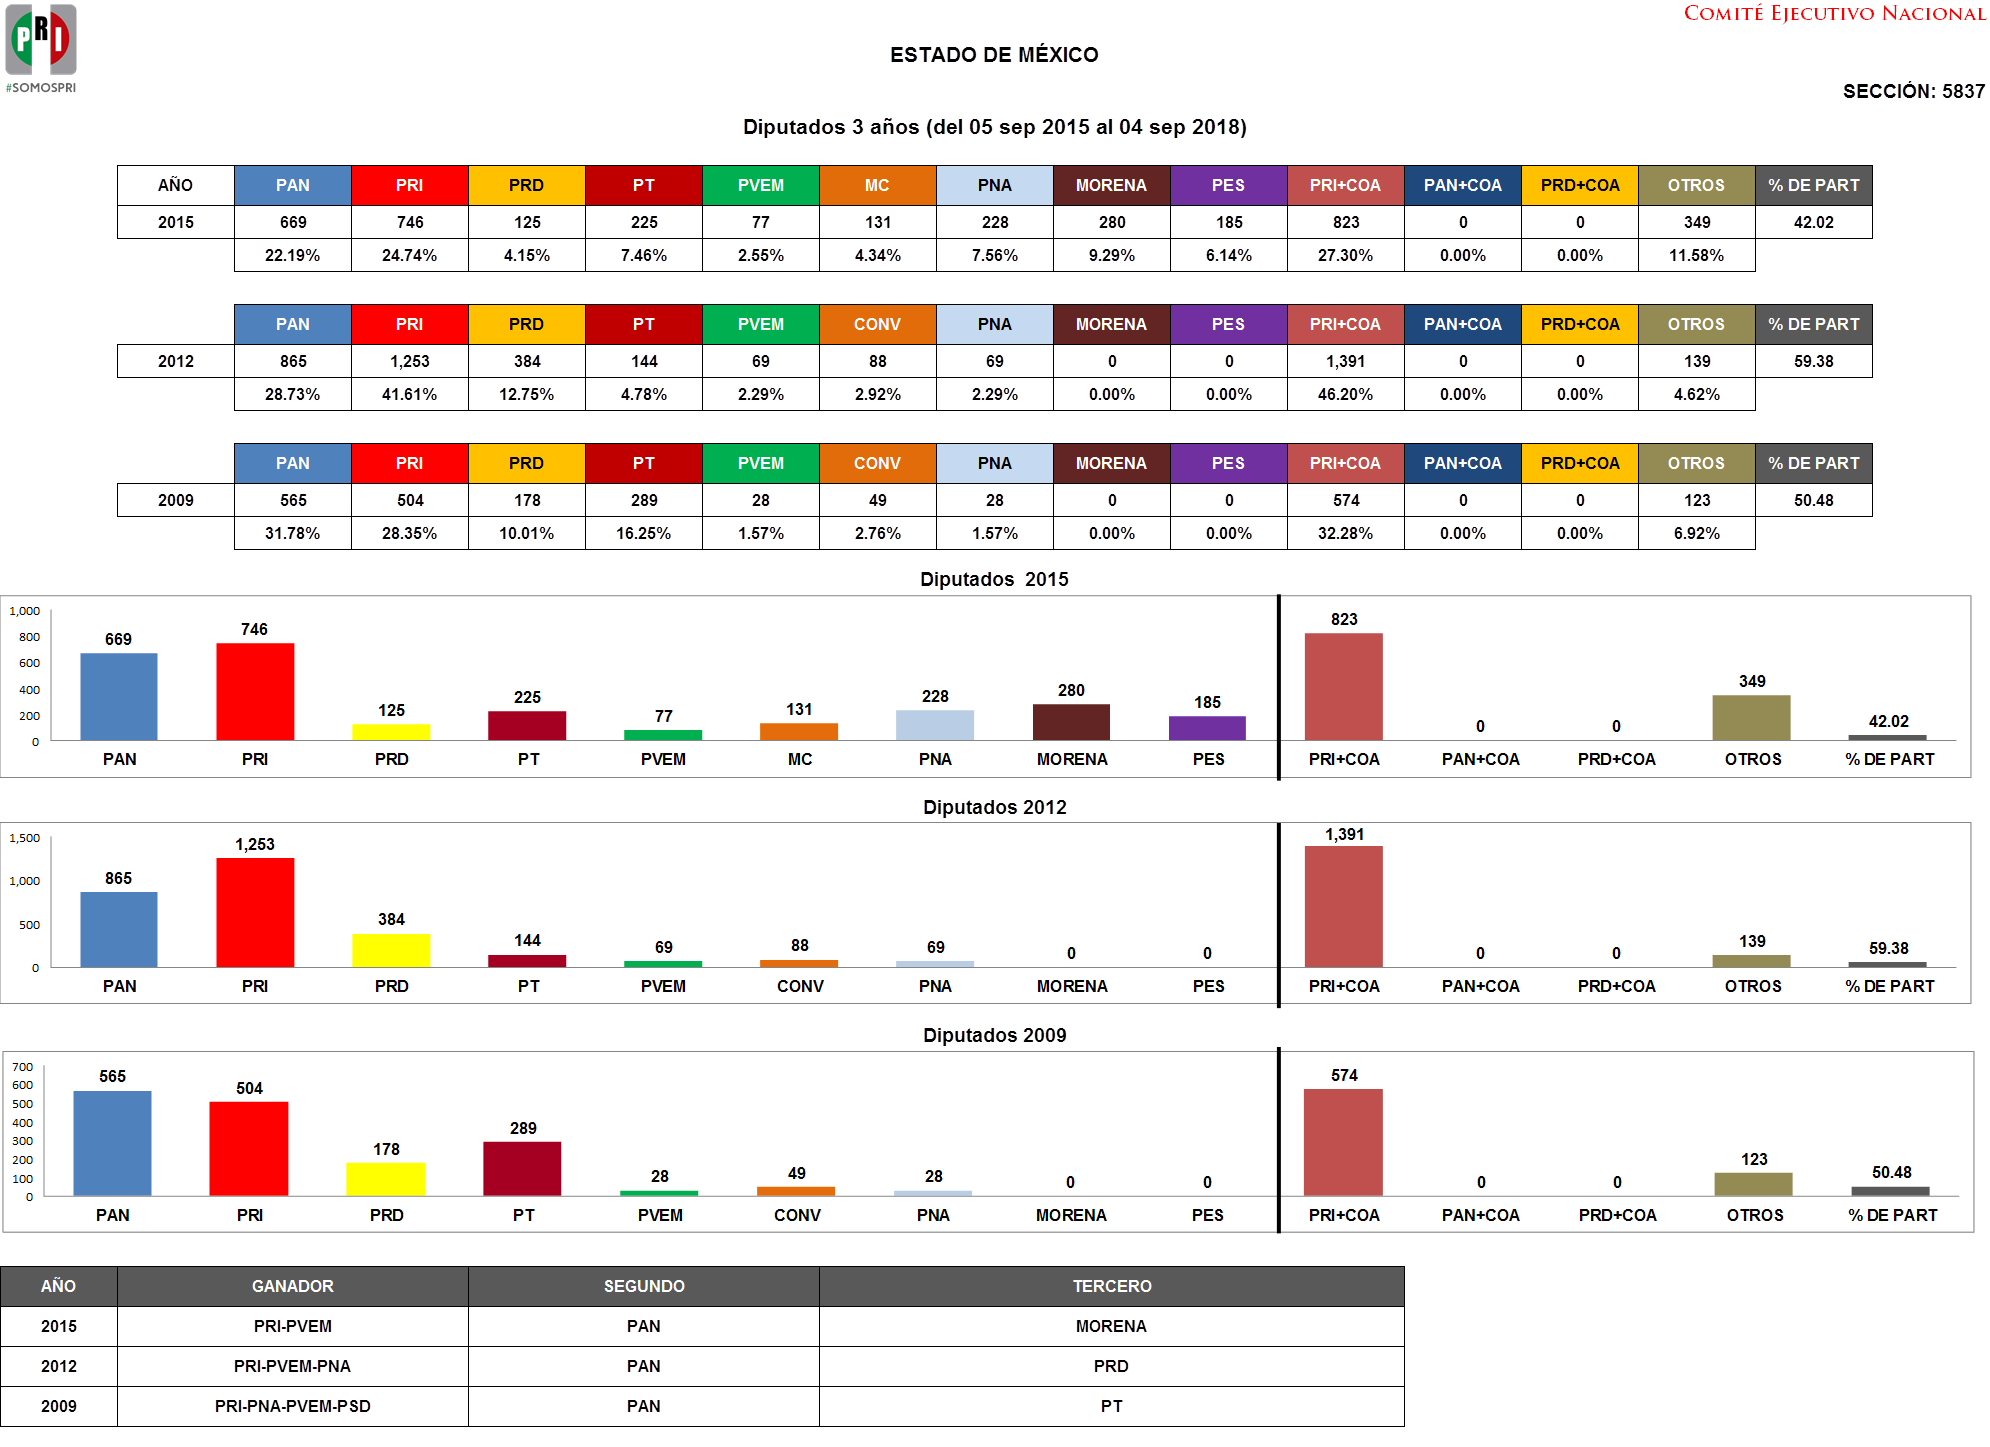 PRI
#SOMOSPRI
COMITÉ EJECUTIVO NACIONAL
ESTADO DE MÉXICO
SECCIÓN: 5837
Diputados 3 años (del 05 sep 2015 al 04 sep 2018)
AÑO PAN PRI PRD PT PVEM MC PNA MORENA PES PRI+COA PAN+COA PRD+COA OTROS % DE PART
2015 669 746 125 225 77 131 228 280 185 823 0 0 349 42.02
22.19% 24.74% 4.15% 7.46% 2.55% 4.34% 7.56% 9.29% 6.14% 27.30% 0.00% 0.00% 11.58%
PAN PRI PRD PT PVEM CONV PNA MORENA PES PRI+COA PAN+COA PRD+COA OTROS % DE PART
2012 865 1,253 384 144 69 88 69 0 0 1,391 0 0 139 59.38
28.73% 41.61% 12.75% 4.78% 2.29% 2.92% 2.29% 0.00% 0.00% 46.20% 0.00% 0.00% 4.62%
PAN PRI PRD PT PVEM CONV PNA MORENA PES PRI+COA PAN+COA PRD+COA OTROS % DE PART
2009 565 504 178 289 28 49 28 0 0 574 0 0 123 50.48
31.78% 28.35% 10.01% 16.25% 1.57% 2.76% 1.57% 0.00% 0.00% 32.28% 0.00% 0.00% 6.92%
Diputados 2015
1,000
800
600
400
200
0
669 746 125 225 77 131 228 280 185 823 0 0 349 42.02
PAN PRI PRD PT PVEM MC PNA MORENA PES PRI+COA PAN+COA PRD+COA OTROS % DE PART
Diputados 2012
1,500
1,000
500
0
865 1,253 384 144 69 88 69 0 0 1,391 0 0 139 59.38
PAN PRI PRD PT PVEM CONV PNA MORENA PES PRI+COA PAN+COA PRD+COA OTROS % DE PART
Diputados 2009
700
600
500
400
300
200
100
0
565 504 178 289 28 49 28 0 0 574 0 0 123 50.48
PAN PRI PRD PT PVEM CONV PNA MORENA PES PRI+COA PAN+COA PRD+COA OTROS % DE PART
AÑO GANADOR SEGUNDO TERCERO
2015 PRI-PVEM PAN MORENA
2012 PRI-PVEM-PNA PAN PRD
2009 PRI-PNA-PVEM-PSD PAN PT